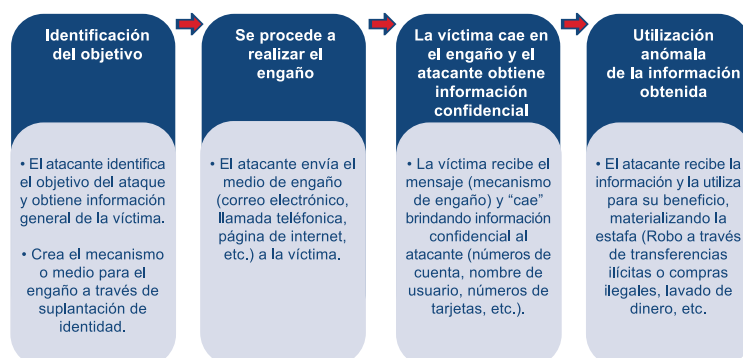 Identificación
del objetivo
• El atacante identifica
el objetivo del ataque
y obtiene información
general de la víctima.
• Crea el mecanismo
o medio para el
engaño a través de
suplantación de
identidad.
Se procede a
realizar el
engaño
• El atacante envía el
medio de engaño
(correo electrónico,
llamada teléfonica,
página de internet,
etc.) a la víctima.
La víctima cae en
el engaño y el
atacante obtiene
información
confidencial
• La víctima recibe el
mensaje (mecanismo
de engaño) y “cae”
brindando información
confidencial al
atacante (números de
cuenta, nombre de
usuario, números de
tarjetas, etc.).
Utilización
anómala
de la información
obtenida
• El atacante recibe la
información y la utiliza
para su beneficio,
materializando la
estafa (Robo a través
de transferencias
ilícitas o compras
ilegales, lavado de
dinero, etc.